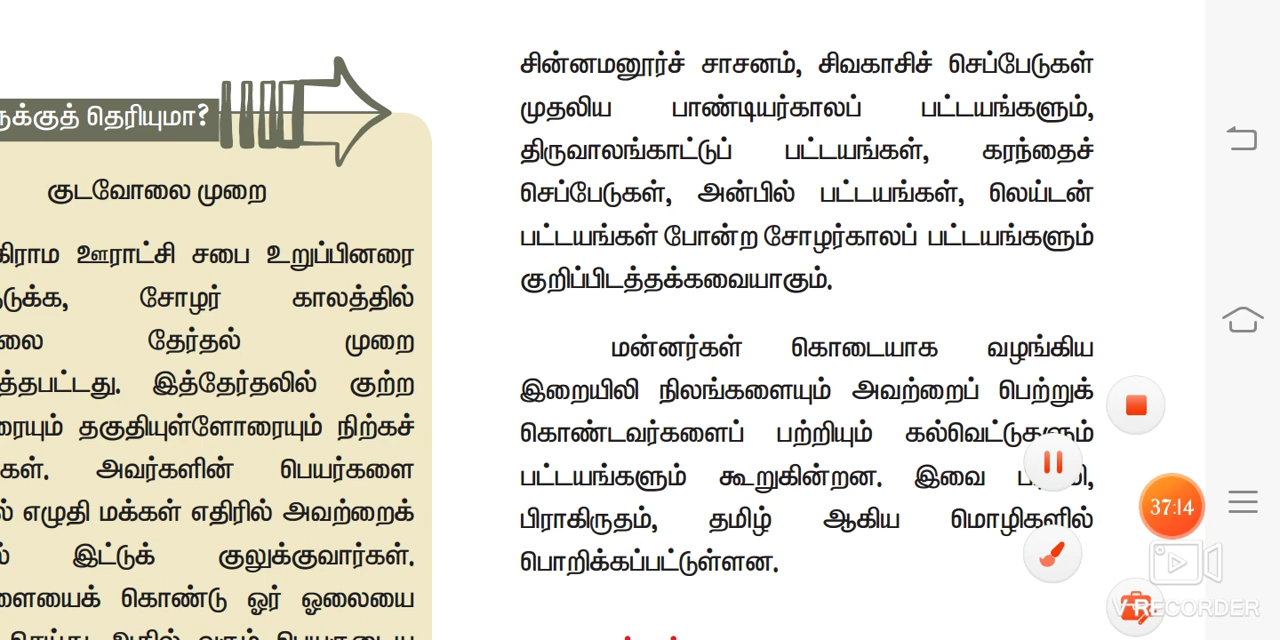 தெரியுமா?
குடவோலை முறை
கிராம ஊராட்சி சபை உறுப்பினரை
சோழர் காலத்தில்
தேர்தல் முறை
இத்தேர்தலில் குற்ற
தகுதியுள்ளோரையும் நிற்கச்
அவர்களின் பெயர்களை
எழுதி மக்கள் எதிரில் அவற்றைக்
இட்டுக் குலுக்குவார்கள்.
கொண்டு ஓர் ஓலையை
சின்னமனூர்ச் சாசனம், சிவகாசிச் செப்பேடுகள்
முதலிய பாண்டியர்காலப் பட்டயங்களும்,
திருவாலங்காட்டுப் பட்டயங்கள், கரந்தைச்
செப்பேடுகள், அன்பில் பட்டயங்கள், லெய்டன்
பட்டயங்கள் போன்ற சோழர்காலப் பட்டயங்களும்
குறிப்பிடத்தக்கவையாகும்.
மன்னர்கள் கொடையாக வழங்கிய
இறையிலி நிலங்களையும் அவற்றைப் பெற்றுக்
கொண்டவர்களைப் பற்றியும் கல்வெட்டுகளும்
பட்டயங்களும் கூறுகின்றன. இவை
பிராகிருதம், தமிழ் ஆகிய மொழிகளில்
பொறிக்கப்பட்டுள்ளன.
37:14
V RECORDER